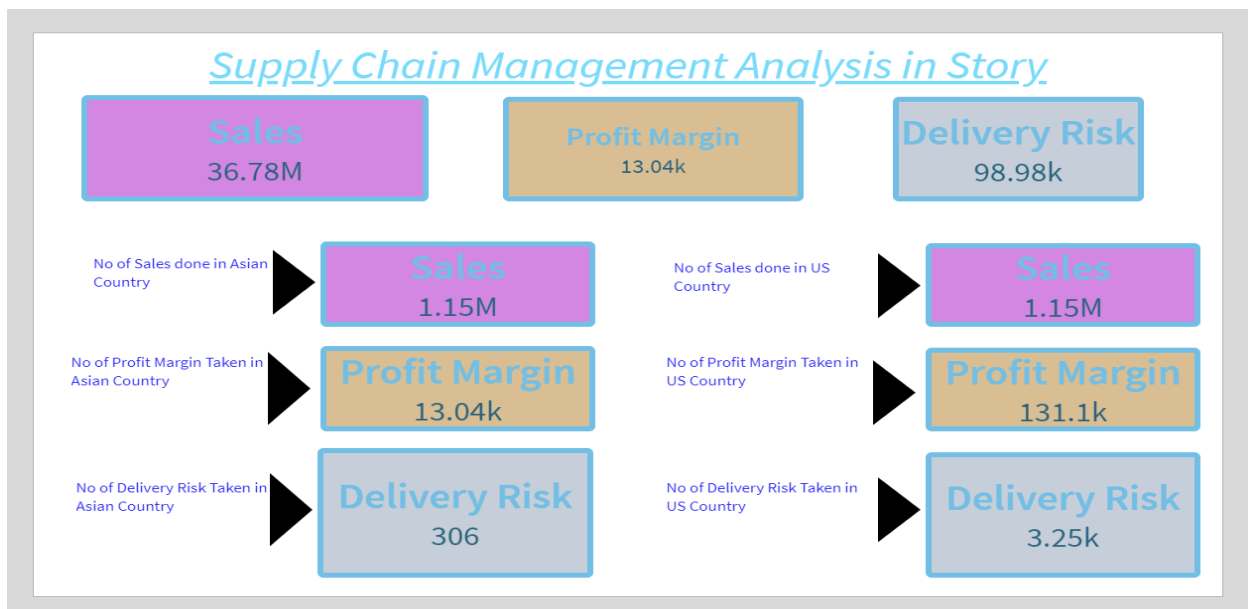 Supply Chain Management Analysis in Story
Sales
36.78M
Profit Margin
13.04k
Delivery Risk
98.98k
No of Sales done in Asian
Country
Sales
1.15M
No of Sales done in US
Country
Sales
1.15M
No of Profit Margin Taken in
Asian Country
Profit Margin
13.04k
No of Profit Margin Taken in
US Country
Profit Margin
131.1k
No of Delivery Risk Taken in
Asian Country
Delivery Risk
306
No of Delivery Risk Taken in
US Country
Delivery Risk
3.25k